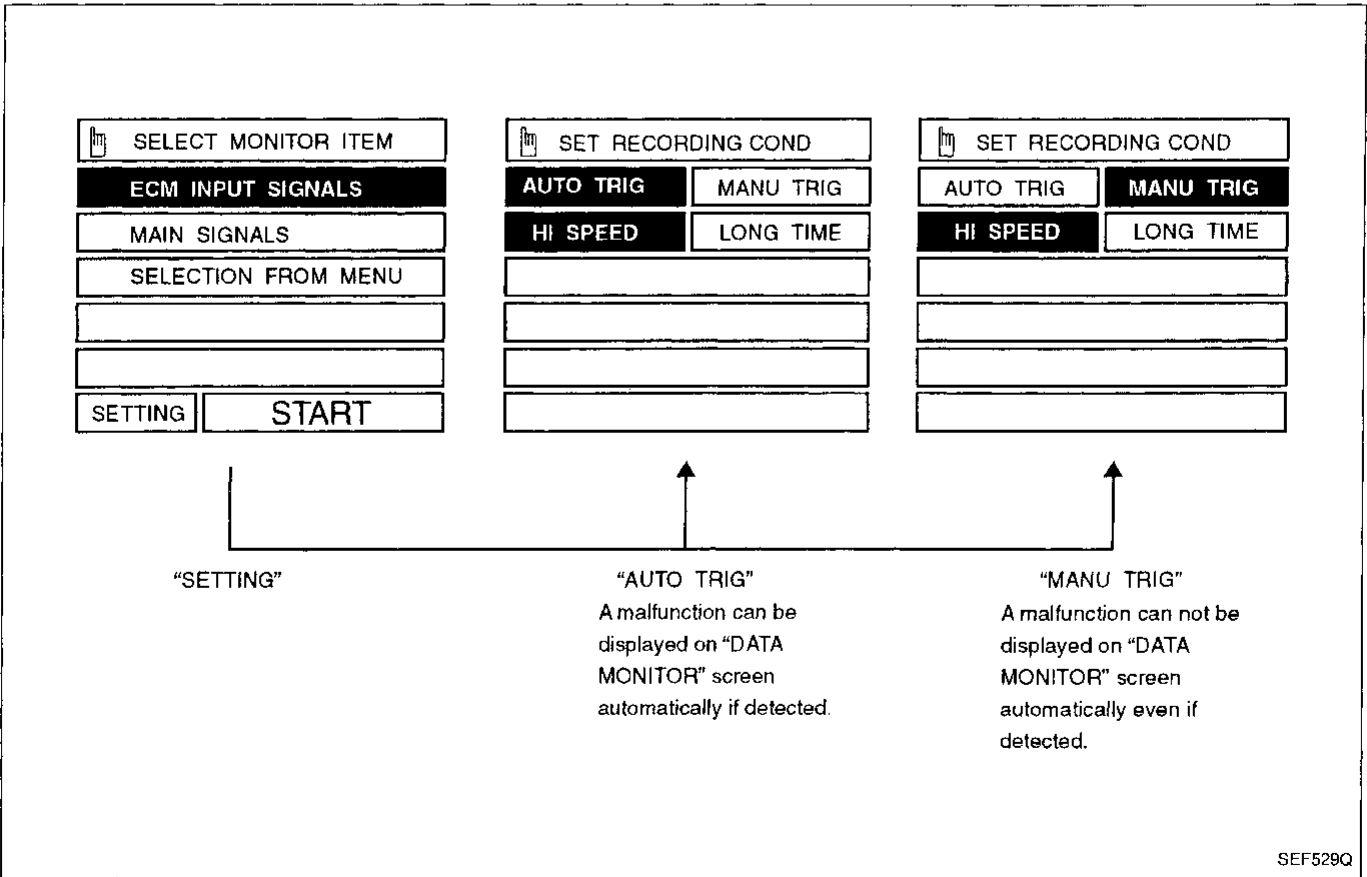 SELECT MONITOR ITEM
ECM INPUT SIGNALS
MAIN SIGNALS
SELECTION FROM MENU
SETTING START
SET RECORDING COND
AUTO TRIG MANU TRIG
HI SPEED LONG TIME
SET RECORDING COND
AUTO TRIG MANU TRIG
HI SPEED LONG TIME
“SETTING”
“AUTO TRIG”
A malfunction can be
displayed on “DATA
MONITOR” screen
automatically if detected.
“MANU TRIG”
A malfunction can not be
displayed on “DATA
MONITOR” screen
automatically even if
detected.
SEF529Q